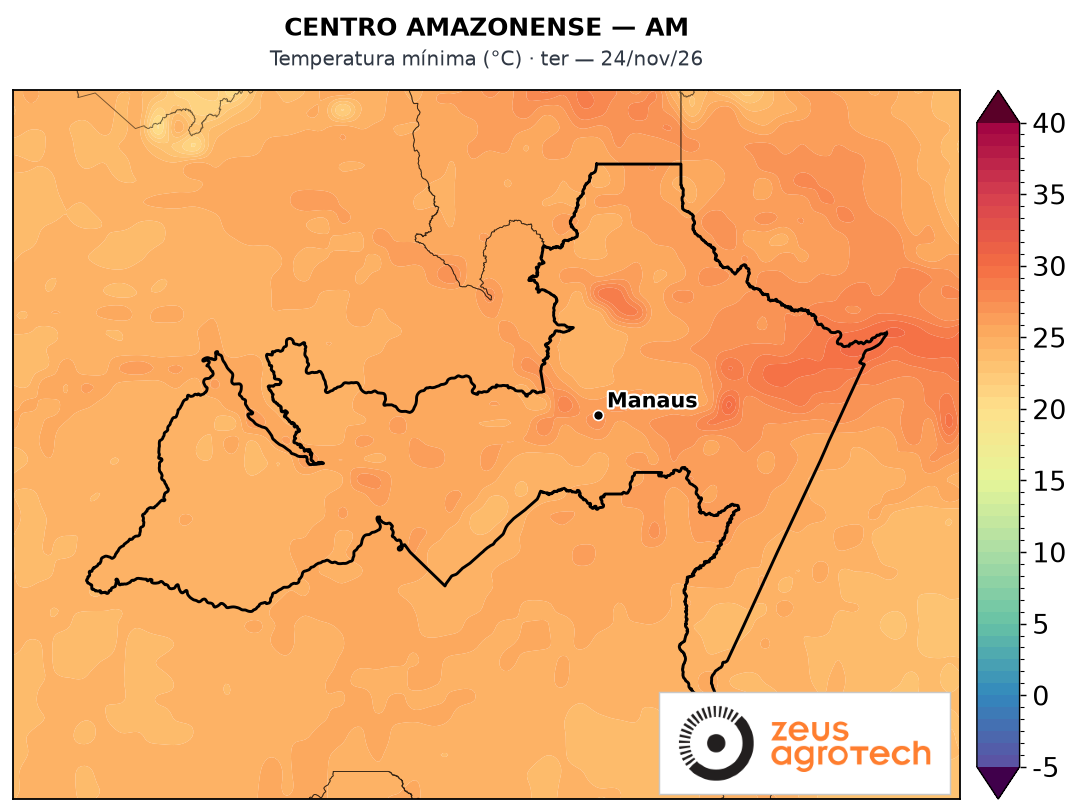 CENTRO AMAZONENSE — AM
Temperatura mínima (°C) · ter — 24/nov/26
Manaus
40
35
30
25
20
15
10
5
0
-5
zeus
agrotech